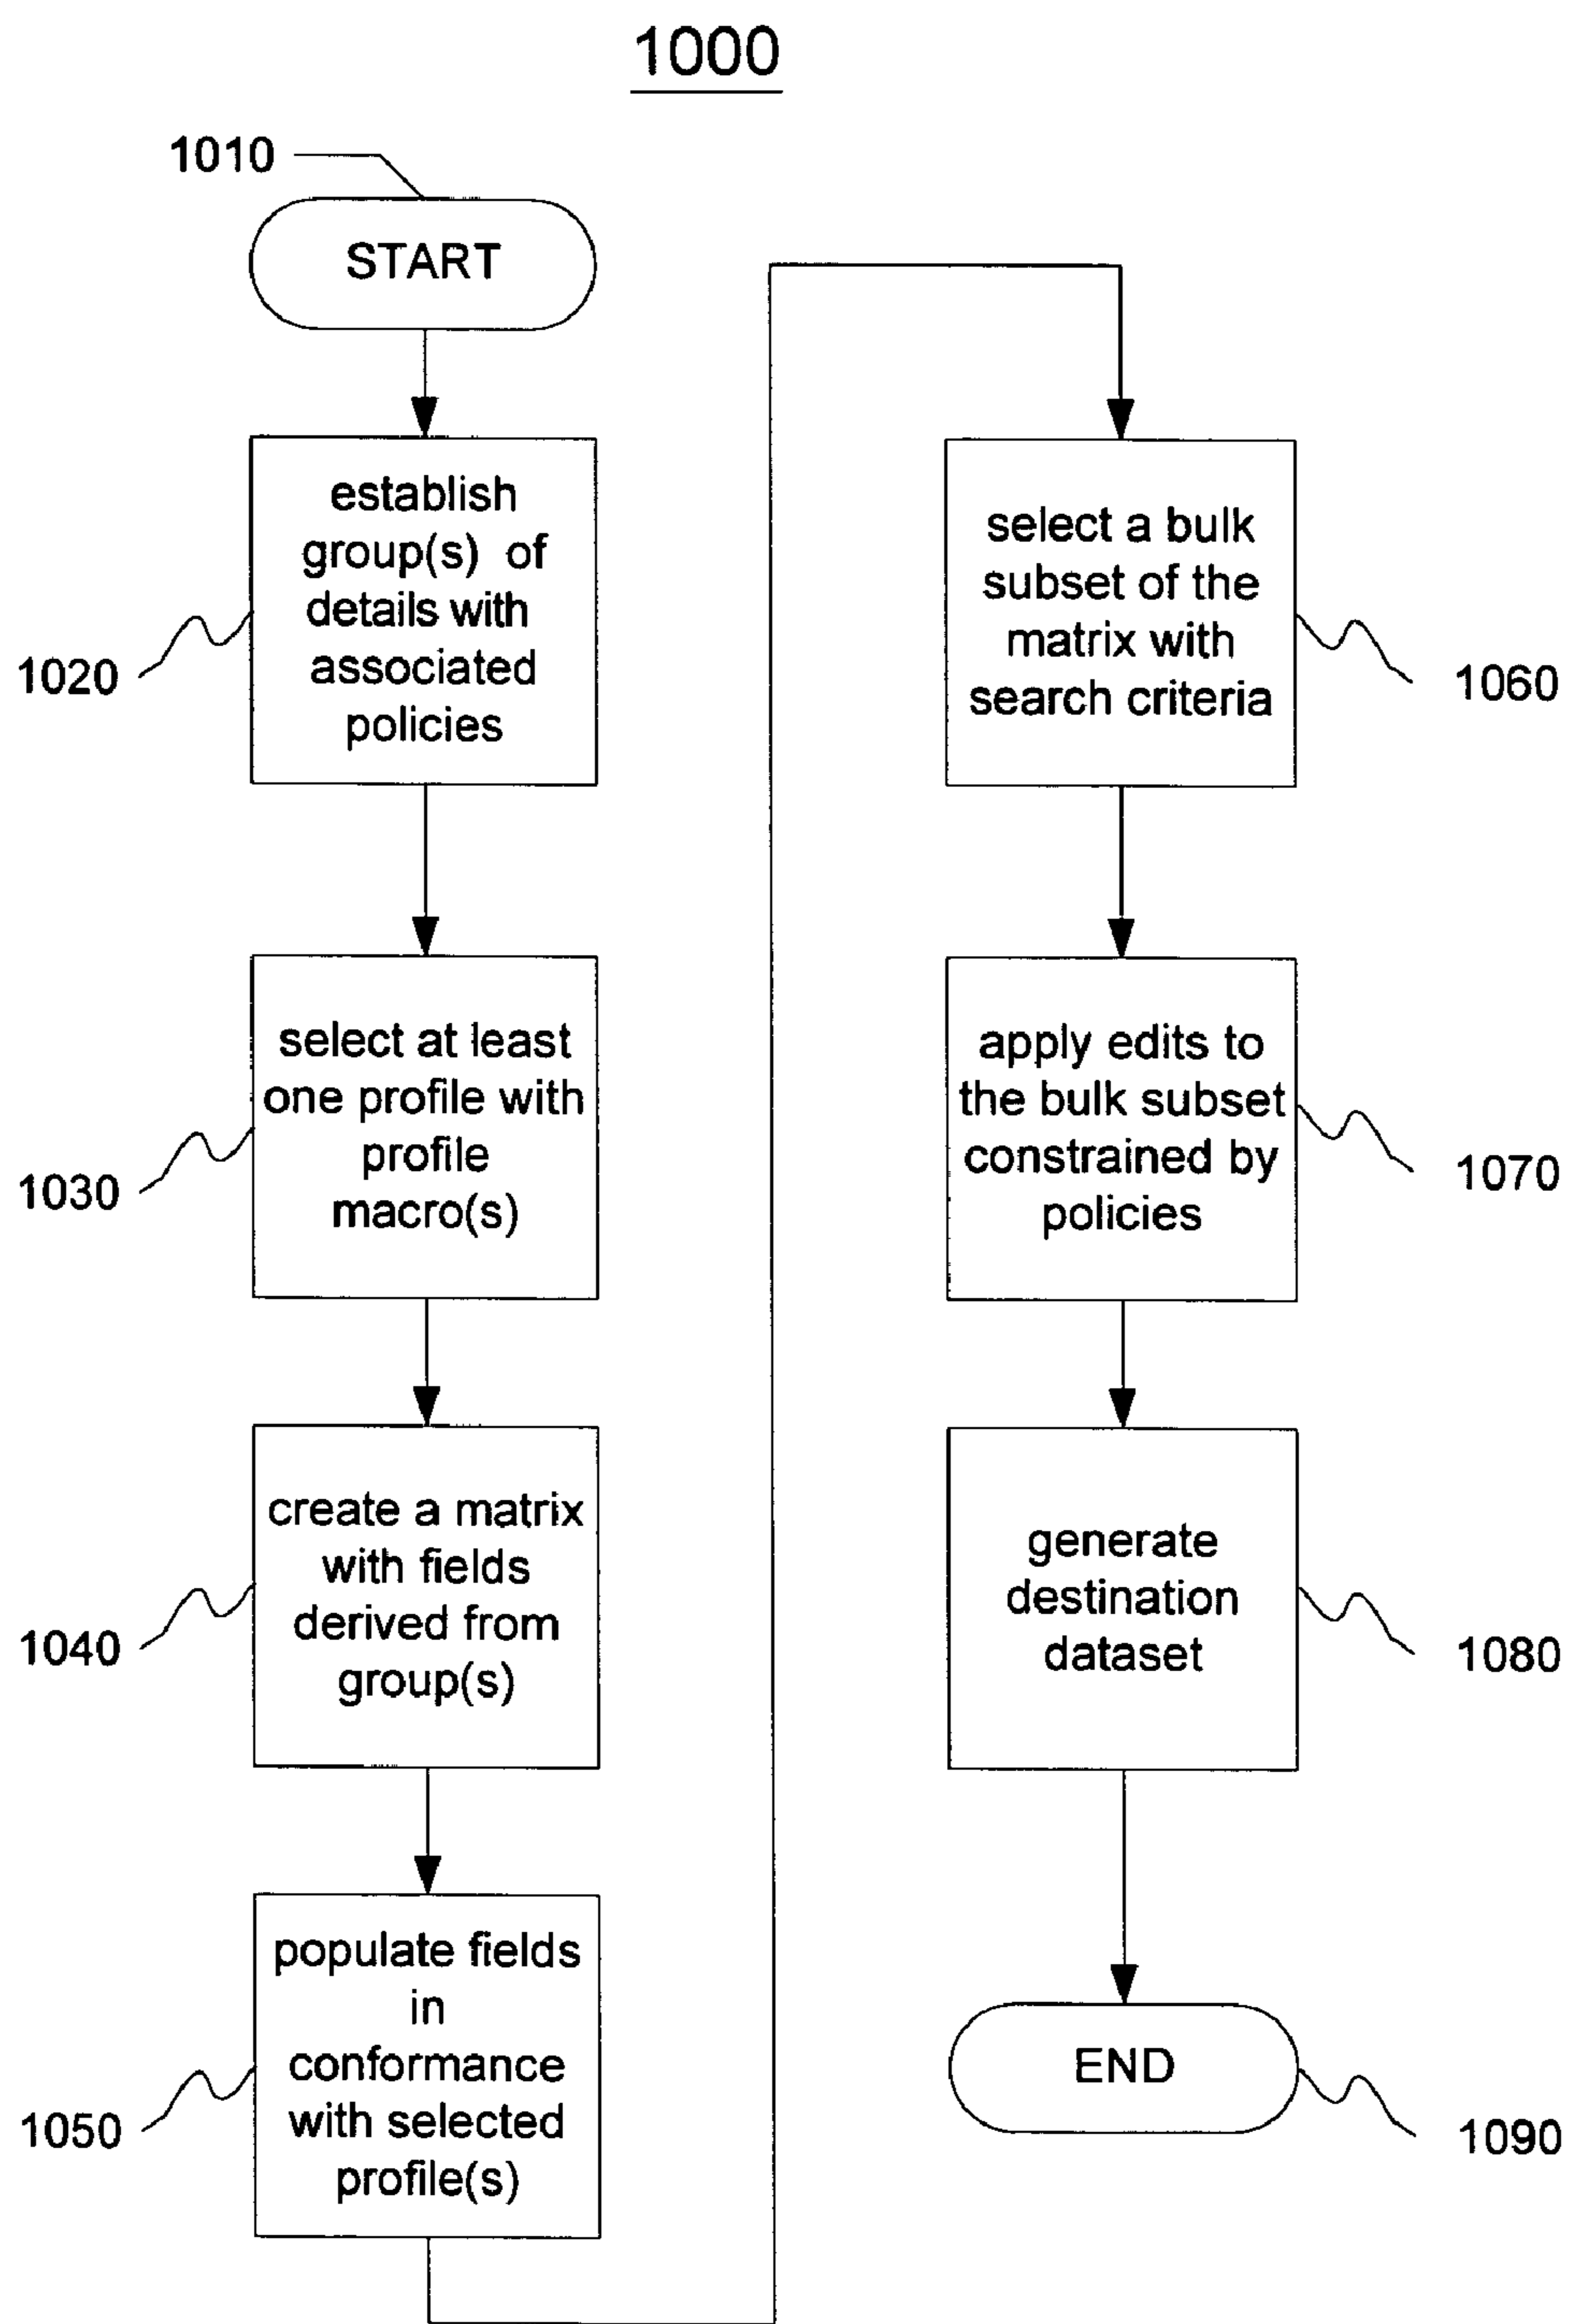 1000
1010
START
establish
group(s) of
details with
associated
policies
1020
select at least
one profile with
profile
macro(s)
1030
create a matrix
with fields
derived from
group(s)
1040
populate fields
in
conformance
with selected
profile(s)
1050
select a bulk
subset of the
matrix with
search criteria
1060
apply edits to
the bulk subset
constrained by
policies
1070
generate
destination
dataset
1080
END
1090